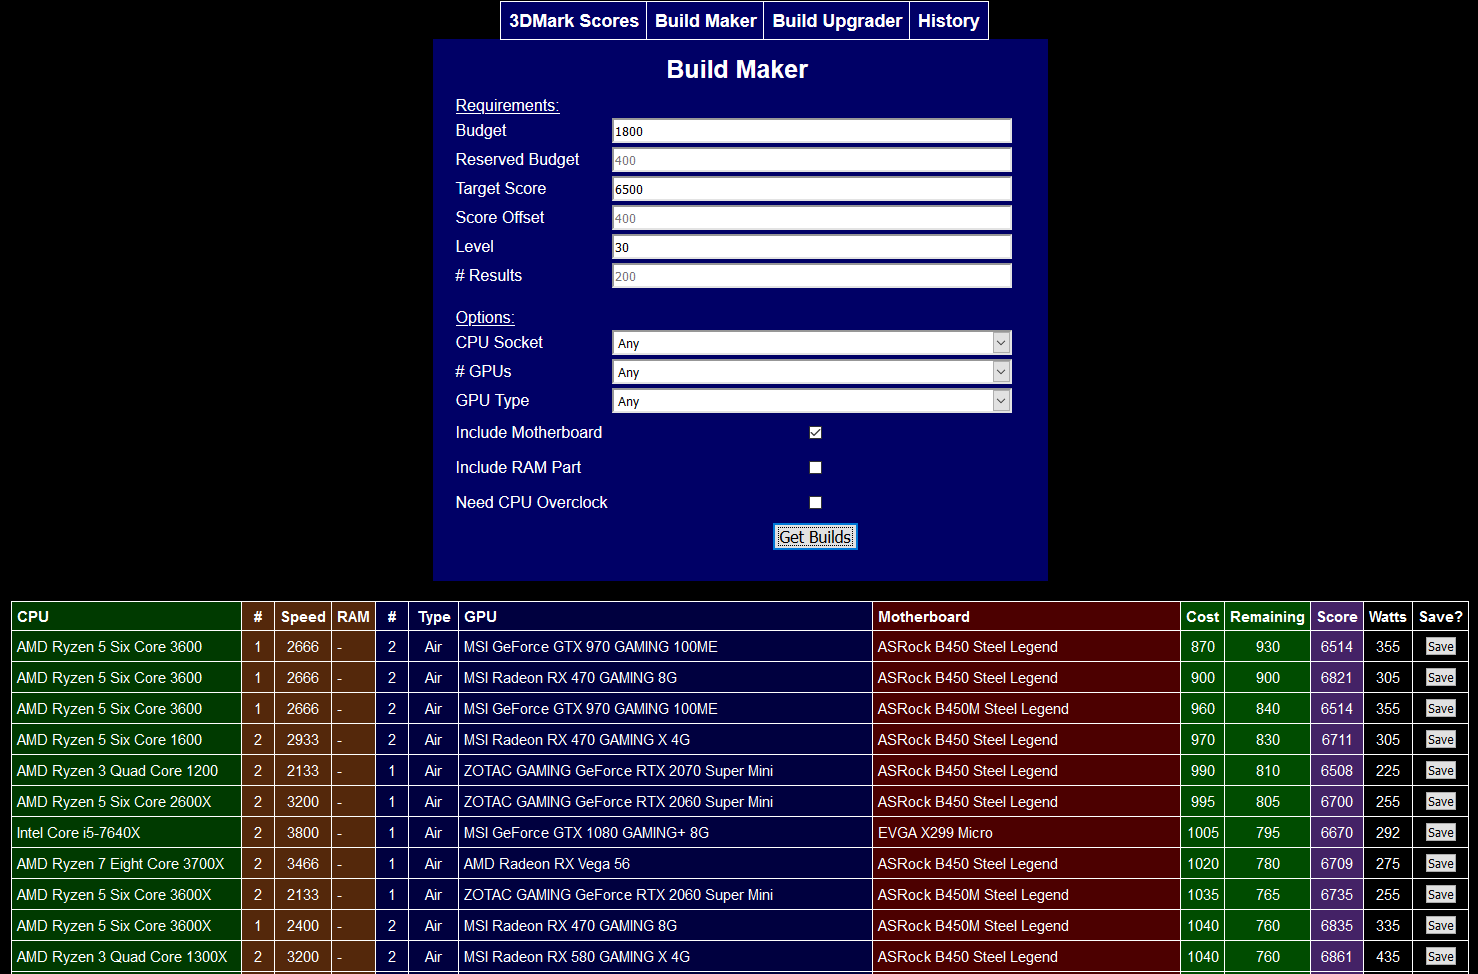 3DMark Scores Build Maker Build Upgrader History
Build Maker
Requirements:
Budget 1800
Reserved Budget 400
Target Score 6500
Score Offset 400
Level 30
# Results 200
Options:
CPU Socket Any
# GPUs Any
GPU Type Any
Include Motherboard
Include RAM Part
Need CPU Overclock
Get Builds
CPU # Speed RAM # Type GPU Motherboard Cost Remaining Score Watts Save?
AMD Ryzen 5 Six Core 3600 1 2666 - 2 Air MSI GeForce GTX 970 GAMING 100ME ASRock B450 Steel Legend 870 930 6514 355 Save
AMD Ryzen 5 Six Core 3600 1 2666 - 2 Air MSI Radeon RX 470 GAMING 8G ASRock B450 Steel Legend 900 900 6821 305 Save
AMD Ryzen 5 Six Core 3600 1 2666 - 2 Air MSI GeForce GTX 970 GAMING 100ME ASRock B450M Steel Legend 960 840 6514 355 Save
AMD Ryzen 5 Six Core 1600 2 2933 - 2 Air MSI Radeon RX 470 GAMING X 4G ASRock B450 Steel Legend 970 830 6711 305 Save
AMD Ryzen 3 Quad Core 1200 2 2133 - 1 Air ZOTAC GAMING GeForce RTX 2070 Super Mini ASRock B450 Steel Legend 990 810 6508 225 Save
AMD Ryzen 5 Six Core 2600X 2 3200 - 1 Air ZOTAC GAMING GeForce RTX 2060 Super Mini ASRock B450 Steel Legend 995 805 6700 255 Save
Intel Core i5-7640X 2 3800 - 1 Air MSI GeForce GTX 1080 GAMING+ 8G EVGA X299 Micro 1005 795 6670 292 Save
AMD Ryzen 7 Eight Core 3700X 2 3466 - 1 Air AMD Radeon RX Vega 56 ASRock B450 Steel Legend 1020 780 6709 275 Save
AMD Ryzen 5 Six Core 3600X 2 2133 - 1 Air ZOTAC GAMING GeForce RTX 2060 Super Mini ASRock B450M Steel Legend 1035 765 6735 255 Save
AMD Ryzen 5 Six Core 3600X 1 2400 - 2 Air MSI Radeon RX 470 GAMING 8G ASRock B450M Steel Legend 1040 760 6835 335 Save
AMD Ryzen 3 Quad Core 1300X 2 3200 - 2 Air MSI Radeon RX 580 GAMING X 4G ASRock B450 Steel Legend 1040 760 6861 435 Save